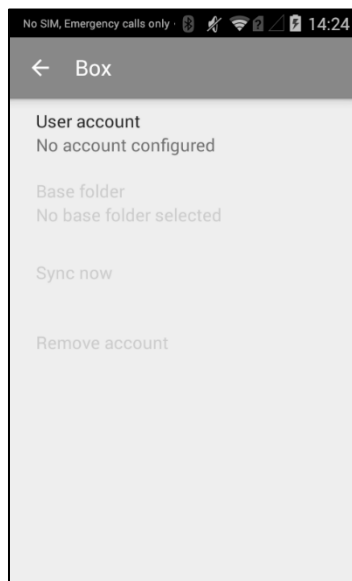 No SIM, Emergency calls only · 14:24
Box
User account
No account configured
Base folder
No base folder selected
Sync now
Remove account